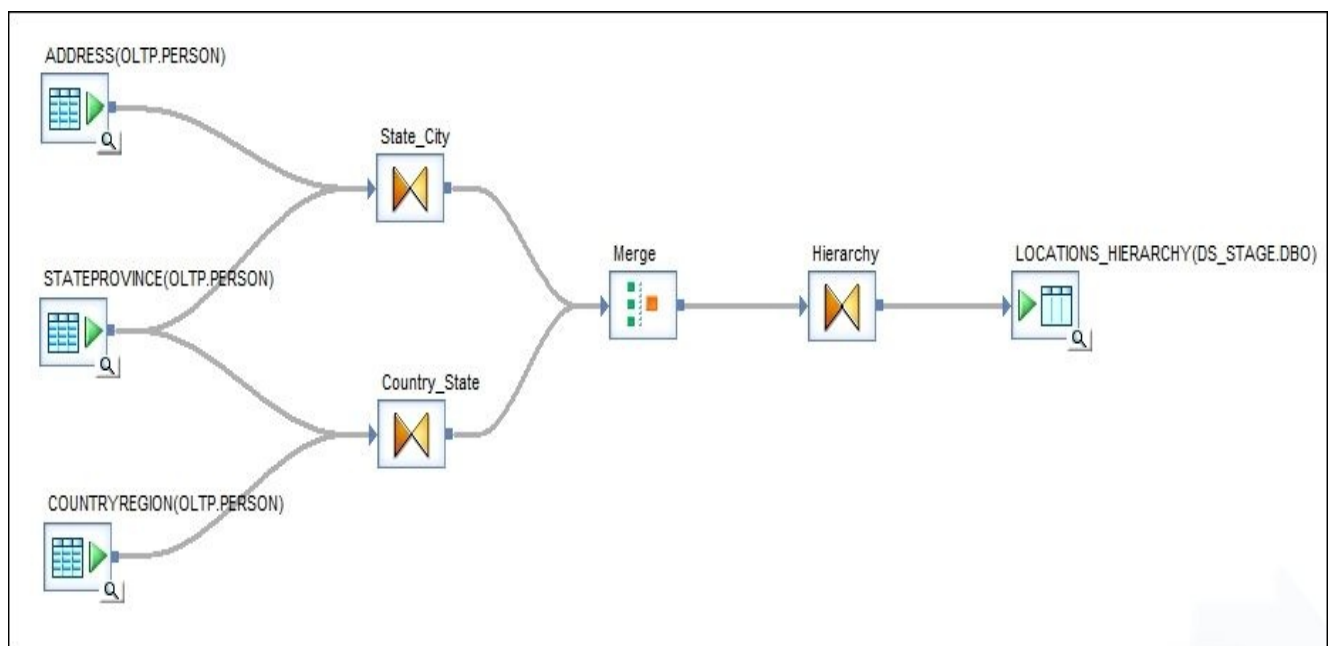 ADDRESS(OLTP.PERSON)
State_City
STATEPROVINCE(OLTP.PERSON)
Merge
Hierarchy
LOCATIONS_HIERARCHY(DS_STAGE.DBO)
Country_State
COUNTRYREGION(OLTP.PERSON)